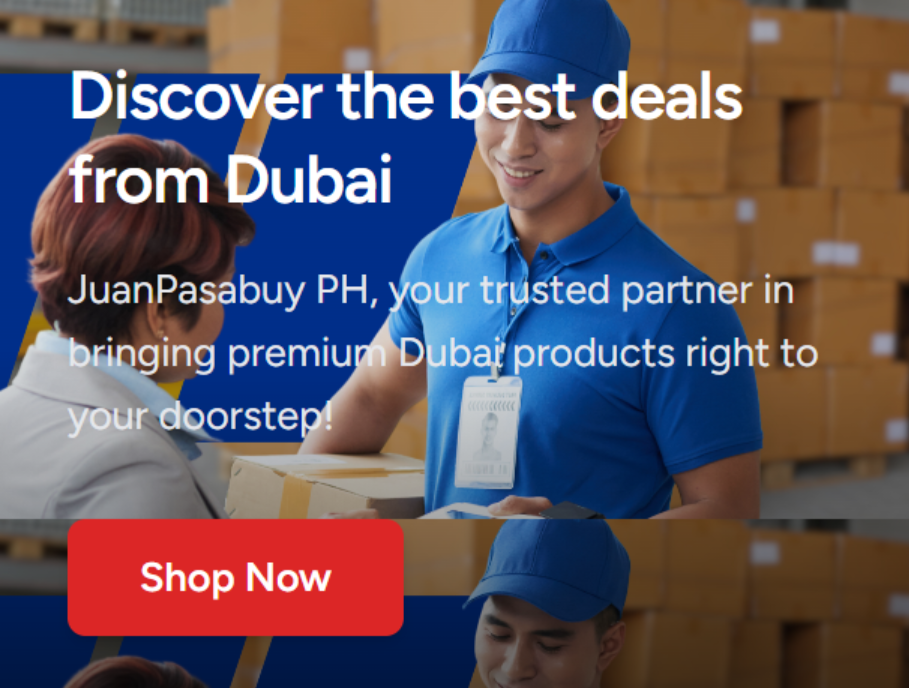 Discover the best deals
from Dubai
JuanPasabuy PH, your trusted partner in
bringing premium Dubai products right to
your doorstep!
Shop Now